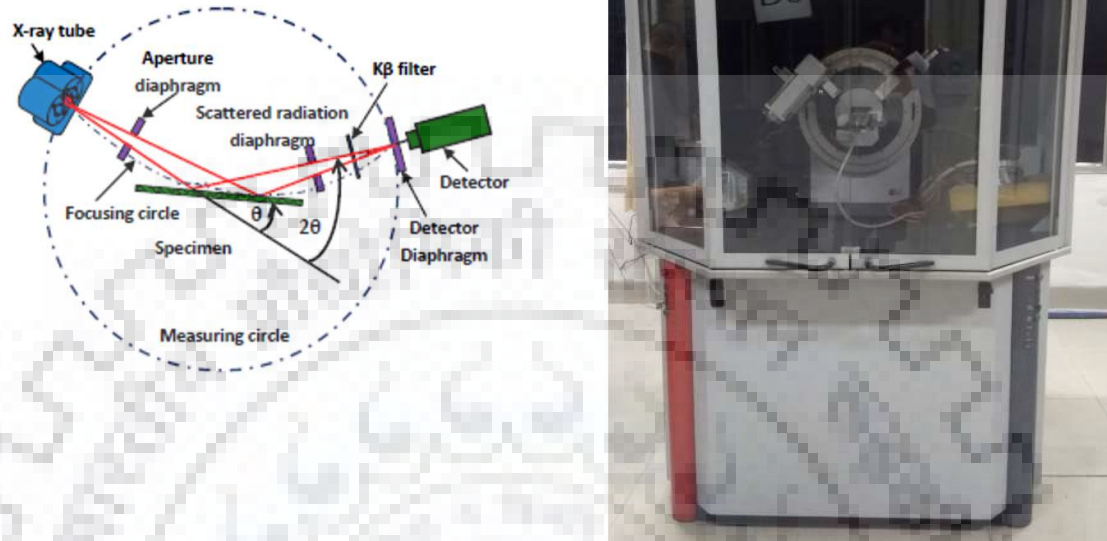 X-ray tube
Aperture
diaphragm
Kβ filter
Scattered radiation
diaphragm
Detector
Focusing circle
θ
2θ
Specimen
Detector
Diaphragm
Measuring circle